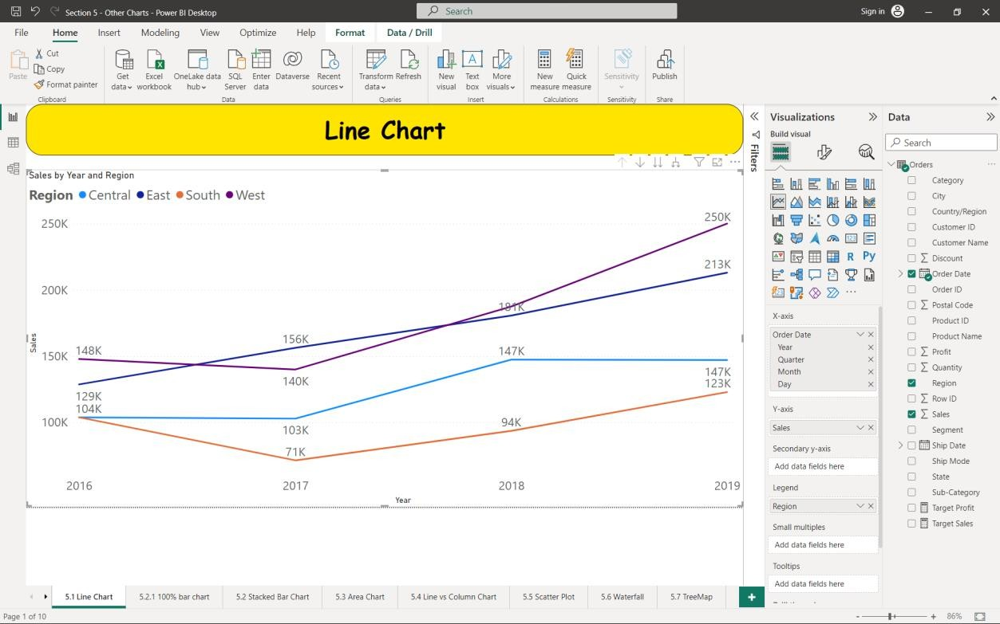 Section 5 - Other Charts - Power BI Desktop
Search
Sign in
File Home Insert Modeling View Optimize Help Format Data / Drill
Paste
Cut
Copy
Format painter
Clipboard
Get data
Excel workbook
OneLake data hub
SQL Server
Enter data
Dataverse
Recent sources
Data
Transform data
Refresh
Queries
New visual
Text box
More visuals
Insert
New measure
Quick measure
Calculations
Sensitivity
Sensitivity
Publish
Share
Line Chart
Sales by Year and Region
Region Central East South West
250K
200K
150K
100K
Sales
148K
129K
104K
156K
140K
103K
71K
181K
147K
94K
250K
213K
147K
123K
2016 2017 2018 2019
Year
Filters
Visualizations
Build visual
123
R
Py
X-axis
Order Date
Year
Quarter
Month
Day
Y-axis
Sales
Secondary y-axis
Add data fields here
Legend
Region
Small multiples
Add data fields here
Tooltips
Add data fields here
Data
Search
Orders
Category
City
Country/Region
Customer ID
Customer Name
Discount
Order Date
Order ID
Postal Code
Product ID
Product Name
Profit
Quantity
Region
Row ID
Sales
Segment
Ship Date
Ship Mode
State
Sub-Category
Target Profit
Target Sales
5.1 Line Chart 5.2.1 100% bar chart 5.2 Stacked Bar Chart 5.3 Area Chart 5.4 Line vs Column Chart 5.5 Scatter Plot 5.6 Waterfall 5.7 TreeMap
Page 1 of 10
86%